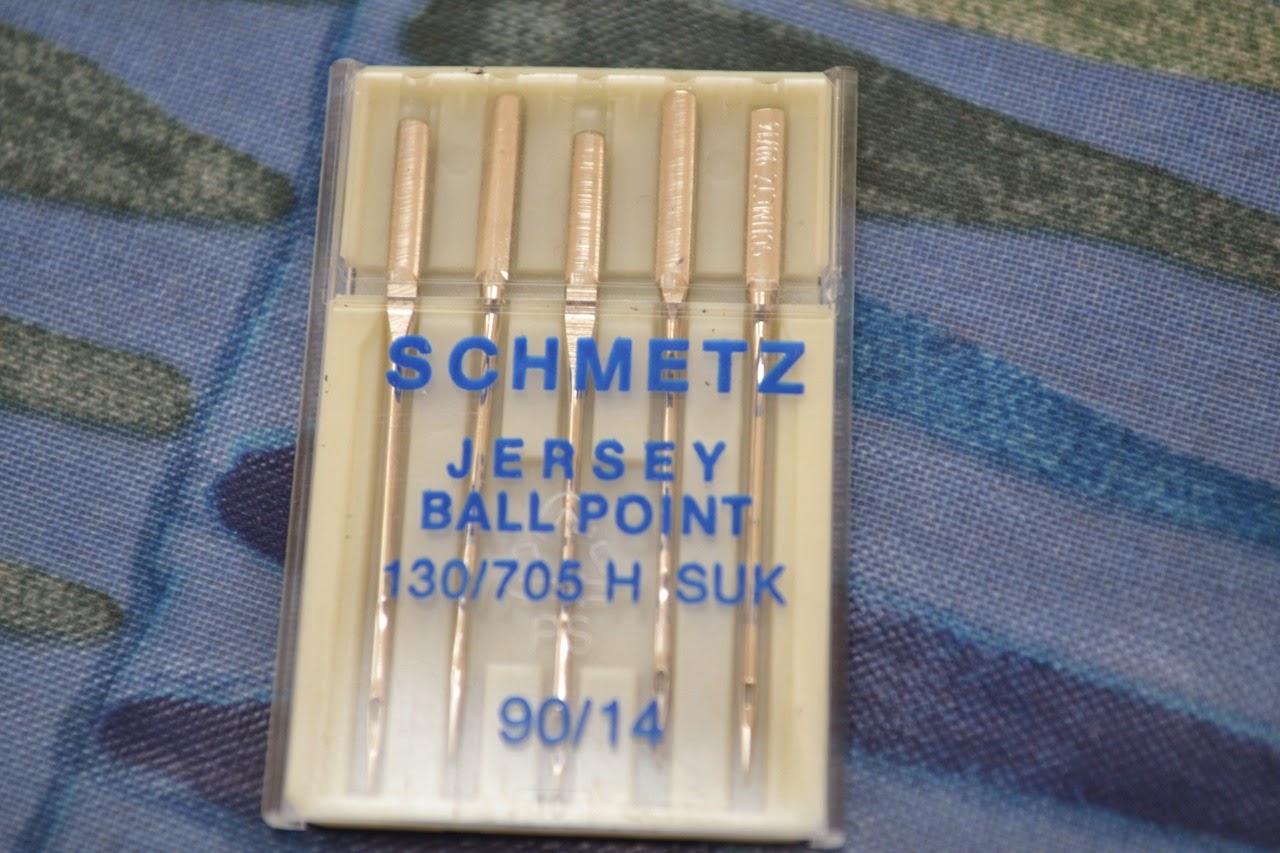 SCHMETZ
JERSEY
BALL POINT
130/705 H SUK
90/14